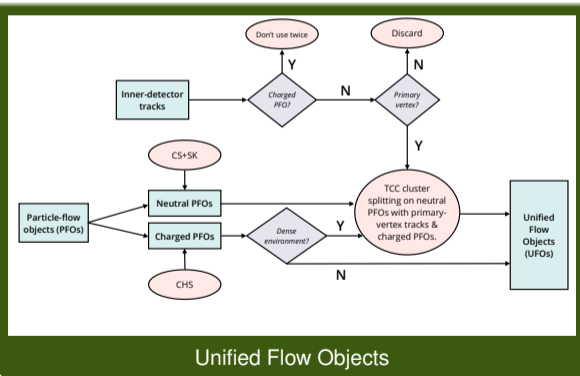 Don't use twice
Discard
Y
N
Inner-detector
tracks
Charged
PFO?
N
Primary
vertex?
Y
CS+SK
Particle-flow
objects (PFOs)
Neutral PFOs
Charged PFOs
Dense
environment?
Y
N
TCC cluster
splitting on neutral
PFOs with primary-
vertex tracks &
charged PFOs.
Unified
Flow
Objects
(UFOs)
CHS
Unified Flow Objects